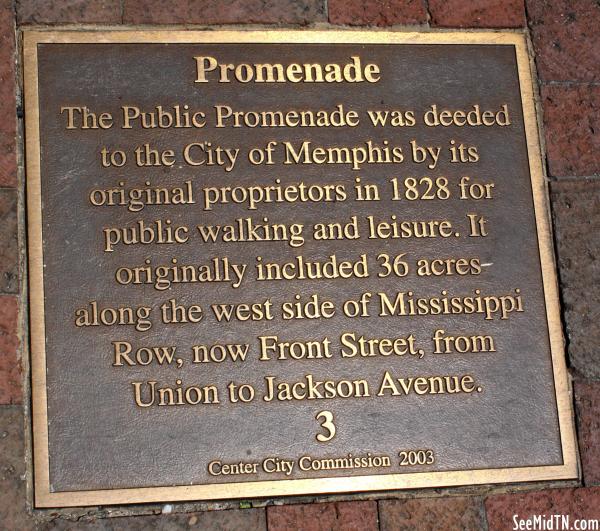 Promenade
The Public Promenade was deeded
to the City of Memphis by its
original proprietors in 1828 for
public walking and leisure. It
originally included 36 acres
along the west side of Mississippi
Row, now Front Street, from
Union to Jackson Avenue.
3
Center City Commission 2003
SeeMidTN.com